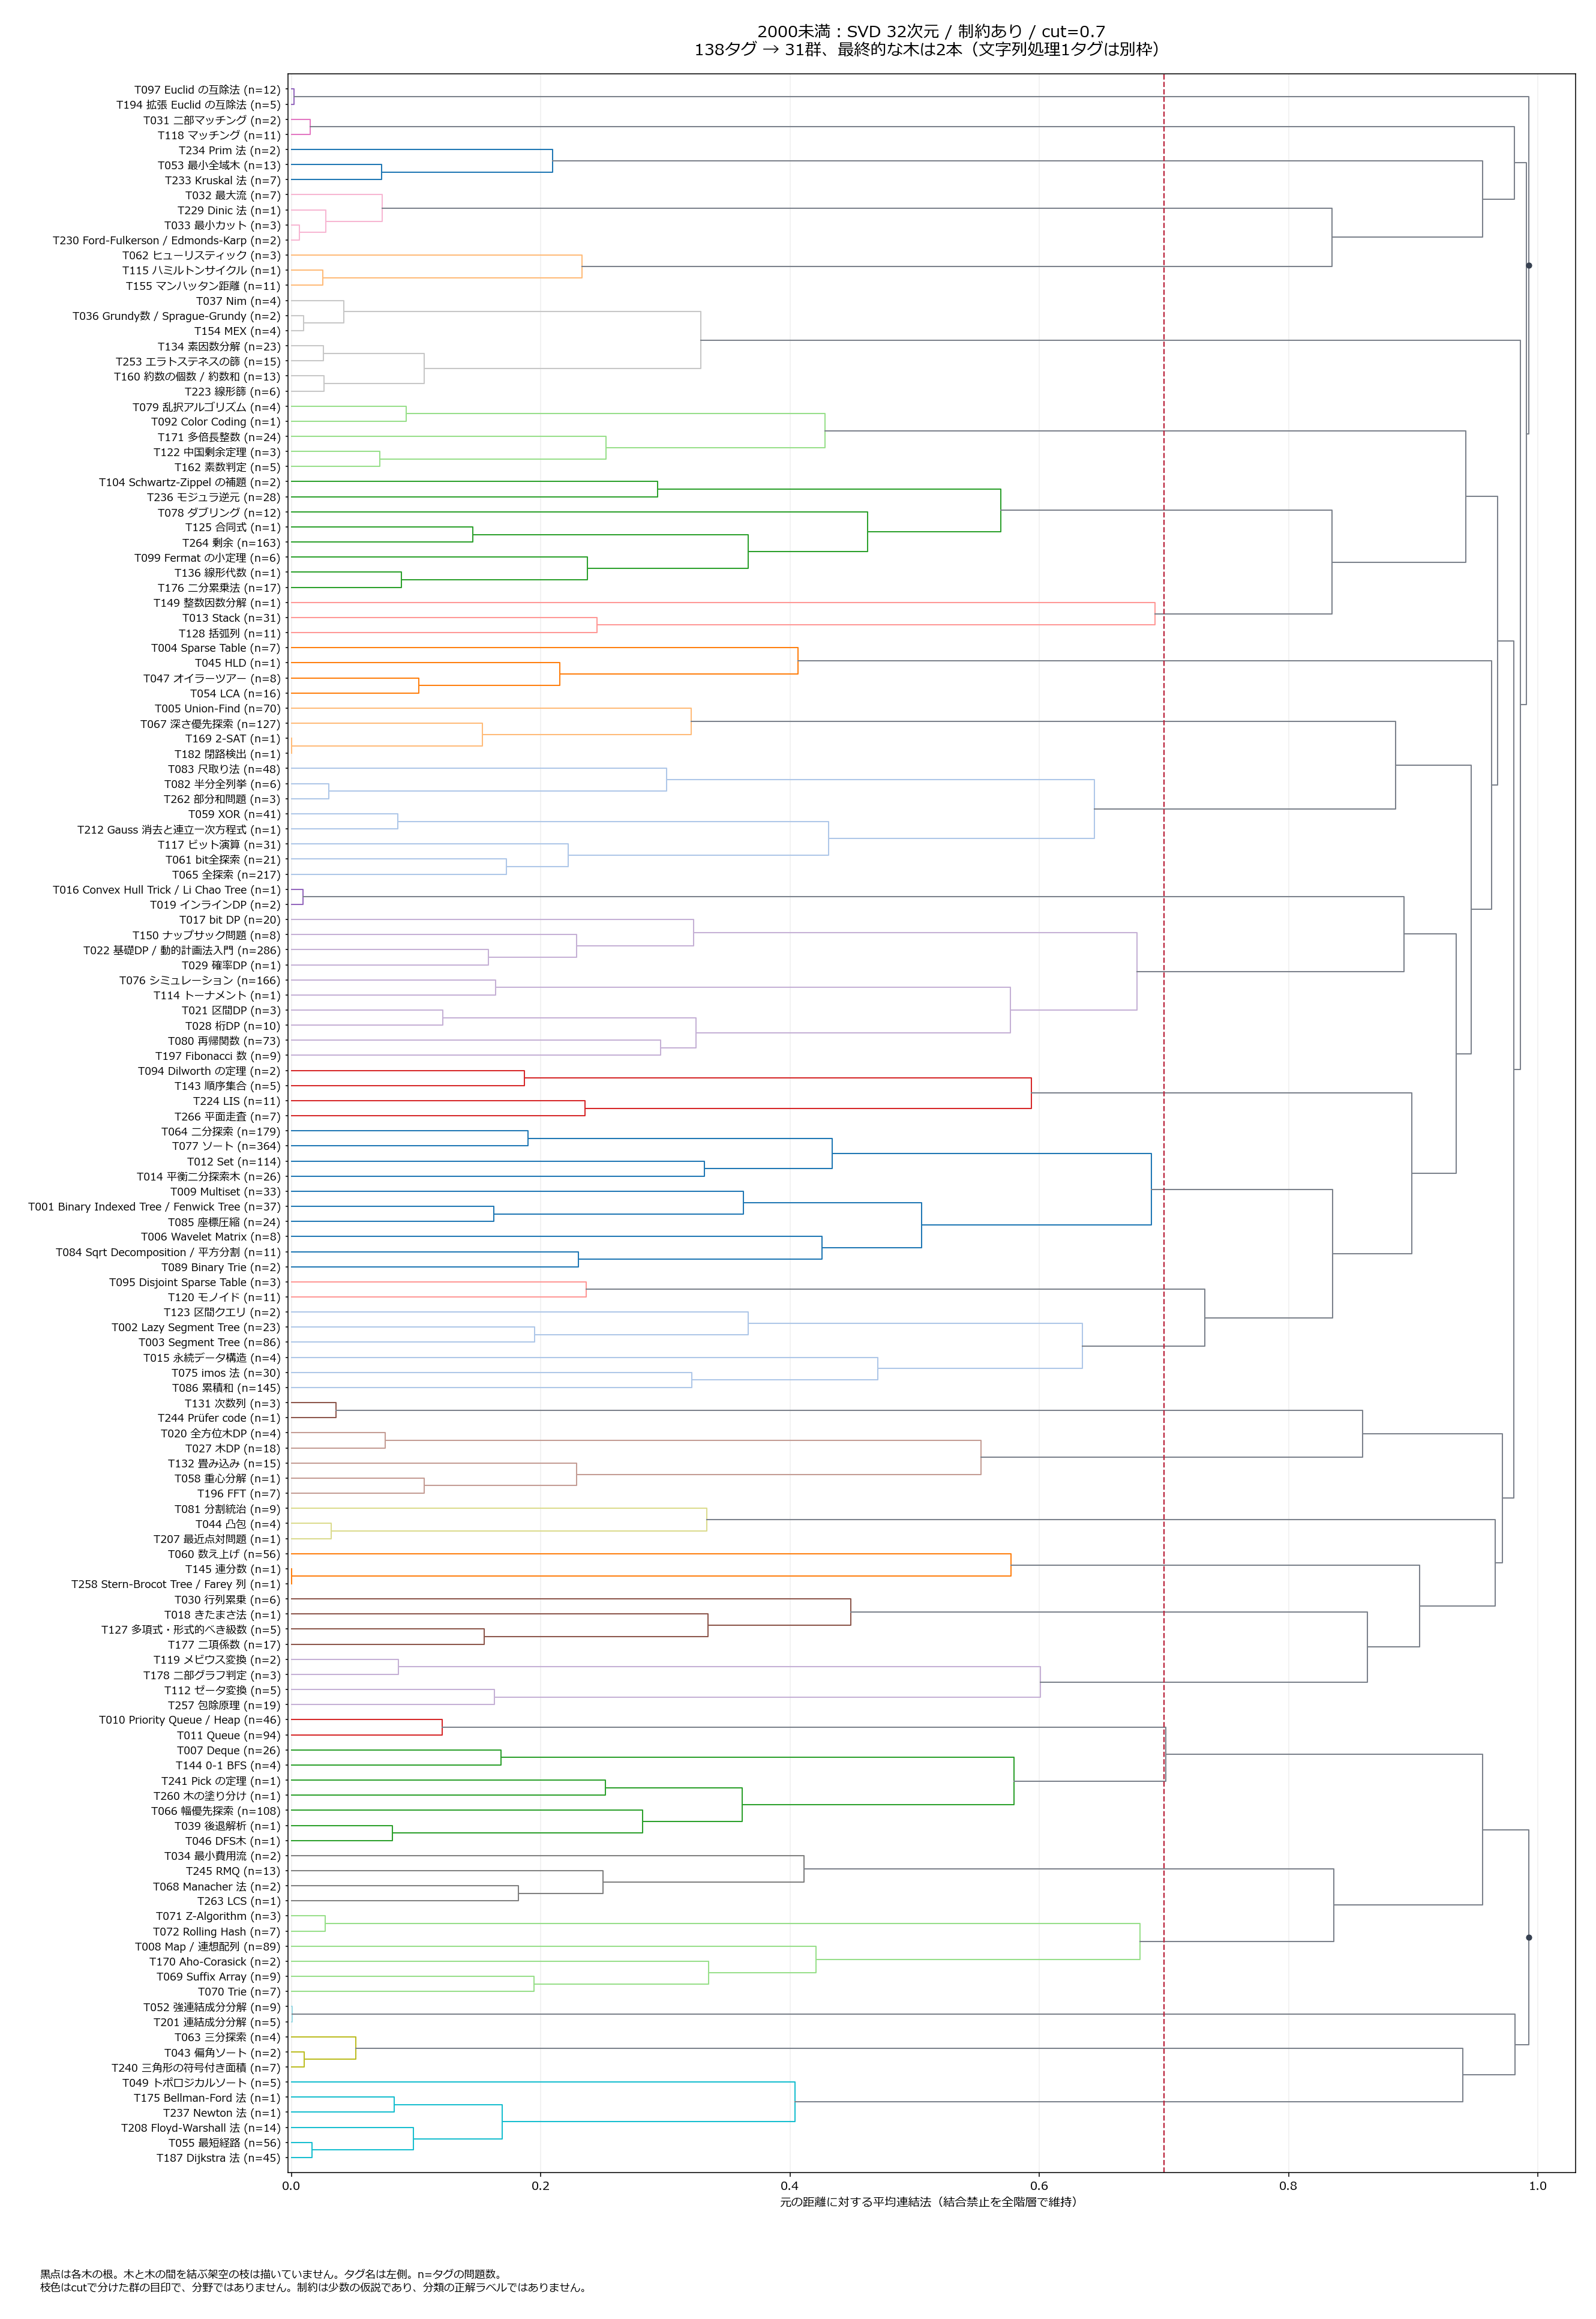 2000未満：SVD 32次元 / 制約あり / cut=0.7
138タグ → 31群、最終的な木は2本（文字列処理1タグは別枠）
T097 Euclid の互除法 (n=12)
T194 拡張 Euclid の互除法 (n=5)
T031 二部マッチング (n=2)
T118 マッチング (n=11)
T234 Prim 法 (n=2)
T053 最小全域木 (n=13)
T233 Kruskal 法 (n=7)
T032 最大流 (n=7)
T229 Dinic 法 (n=1)
T033 最小カット (n=3)
T230 Ford-Fulkerson / Edmonds-Karp (n=2)
T062 ヒューリスティック (n=3)
T115 ハミルトンサイクル (n=1)
T155 マンハッタン距離 (n=11)
T037 Nim (n=4)
T036 Grundy数 / Sprague-Grundy (n=2)
T154 MEX (n=4)
T134 素因数分解 (n=23)
T253 エラトステネスの篩 (n=15)
T160 約数の個数 / 約数和 (n=13)
T223 線形篩 (n=6)
T079 乱択アルゴリズム (n=4)
T092 Color Coding (n=1)
T171 多倍長整数 (n=24)
T122 中国剰余定理 (n=3)
T162 素数判定 (n=5)
T104 Schwartz-Zippel の補題 (n=2)
T236 モジュラ逆元 (n=28)
T078 ダブリング (n=12)
T125 合同式 (n=1)
T264 剰余 (n=163)
T099 Fermat の小定理 (n=6)
T136 線形代数 (n=1)
T176 二分累乗法 (n=17)
T149 整数因数分解 (n=1)
T013 Stack (n=31)
T128 括弧列 (n=11)
T004 Sparse Table (n=7)
T045 HLD (n=1)
T047 オイラーツアー (n=8)
T054 LCA (n=16)
T005 Union-Find (n=70)
T067 深さ優先探索 (n=127)
T169 2-SAT (n=1)
T182 閉路検出 (n=1)
T083 尺取り法 (n=48)
T082 半分全列挙 (n=6)
T262 部分和問題 (n=3)
T059 XOR (n=41)
T212 Gauss 消去と連立一次方程式 (n=1)
T117 ビット演算 (n=31)
T061 bit全探索 (n=21)
T065 全探索 (n=217)
T016 Convex Hull Trick / Li Chao Tree (n=1)
T019 インラインDP (n=2)
T017 bit DP (n=20)
T150 ナップサック問題 (n=8)
T022 基礎DP / 動的計画法入門 (n=286)
T029 確率DP (n=1)
T076 シミュレーション (n=166)
T114 トーナメント (n=1)
T021 区間DP (n=3)
T028 桁DP (n=10)
T080 再帰関数 (n=73)
T197 Fibonacci 数 (n=9)
T094 Dilworth の定理 (n=2)
T143 順序集合 (n=5)
T224 LIS (n=11)
T266 平面走査 (n=7)
T064 二分探索 (n=179)
T077 ソート (n=364)
T012 Set (n=114)
T014 平衡二分探索木 (n=26)
T009 Multiset (n=33)
T001 Binary Indexed Tree / Fenwick Tree (n=37)
T085 座標圧縮 (n=24)
T006 Wavelet Matrix (n=8)
T084 Sqrt Decomposition / 平方分割 (n=11)
T089 Binary Trie (n=2)
T095 Disjoint Sparse Table (n=3)
T120 モノイド (n=11)
T123 区間クエリ (n=2)
T002 Lazy Segment Tree (n=23)
T003 Segment Tree (n=86)
T015 永続データ構造 (n=4)
T075 imos 法 (n=30)
T086 累積和 (n=145)
T131 次数列 (n=3)
T244 Prüfer code (n=1)
T020 全方位木DP (n=4)
T027 木DP (n=18)
T132 畳み込み (n=15)
T058 重心分解 (n=1)
T196 FFT (n=7)
T081 分割統治 (n=9)
T044 凸包 (n=4)
T207 最近点対問題 (n=1)
T060 数え上げ (n=56)
T145 連分数 (n=1)
T258 Stern-Brocot Tree / Farey 列 (n=1)
T030 行列累乗 (n=6)
T018 きたまさ法 (n=1)
T127 多項式・形式的べき級数 (n=5)
T177 二項係数 (n=17)
T119 メビウス変換 (n=2)
T178 二部グラフ判定 (n=3)
T112 ゼータ変換 (n=5)
T257 包除原理 (n=19)
T010 Priority Queue / Heap (n=46)
T011 Queue (n=94)
T007 Deque (n=26)
T144 0-1 BFS (n=4)
T241 Pick の定理 (n=1)
T260 木の塗り分け (n=1)
T066 幅優先探索 (n=108)
T039 後退解析 (n=1)
T046 DFS木 (n=1)
T034 最小費用流 (n=2)
T245 RMQ (n=13)
T068 Manacher 法 (n=2)
T263 LCS (n=1)
T071 Z-Algorithm (n=3)
T072 Rolling Hash (n=7)
T008 Map / 連想配列 (n=89)
T170 Aho-Corasick (n=2)
T069 Suffix Array (n=9)
T070 Trie (n=7)
T052 強連結成分分解 (n=9)
T201 連結成分分解 (n=5)
T063 三分探索 (n=4)
T043 偏角ソート (n=2)
T240 三角形の符号付き面積 (n=7)
T049 トポロジカルソート (n=5)
T175 Bellman-Ford 法 (n=1)
T237 Newton 法 (n=1)
T208 Floyd-Warshall 法 (n=14)
T055 最短経路 (n=56)
T187 Dijkstra 法 (n=45)
0.0 0.2 0.4 0.6 0.8 1.0
元の距離に対する平均連結法（結合禁止を全階層で維持）
黒点は各木の根。木と木の間を結ぶ架空の枝は描いていません。タグ名は左側。n=タグの問題数。
枝色はcutで分けた群の目印で、分野ではありません。制約は少数の仮説であり、分類の正解ラベルではありません。